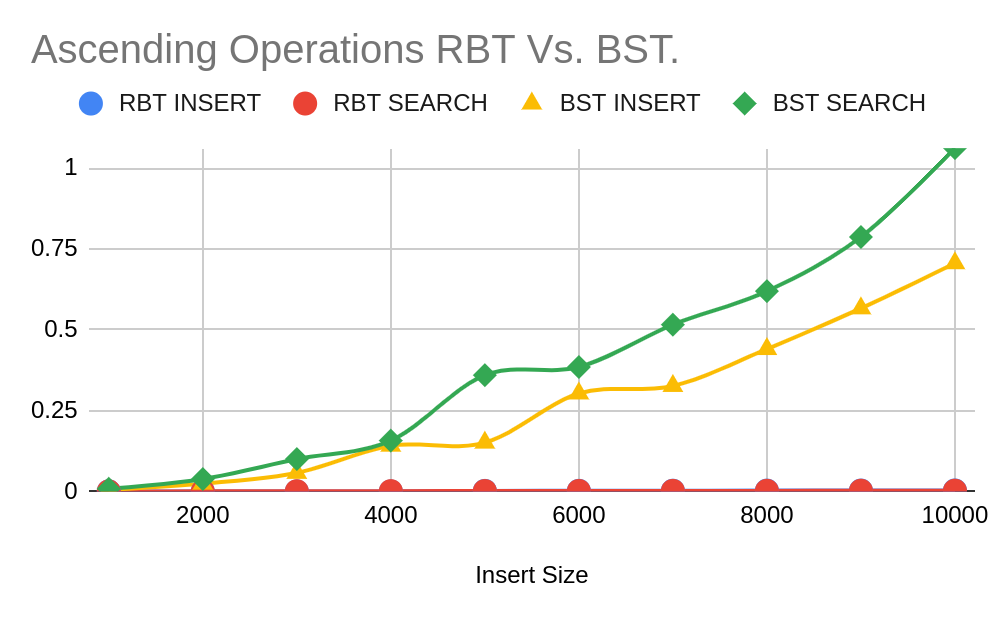 Ascending Operations RBT Vs. BST.
RBT INSERT RBT SEARCH BST INSERT BST SEARCH
1
0.75
0.5
0.25
0
2000 4000 6000 8000 10000
Insert Size